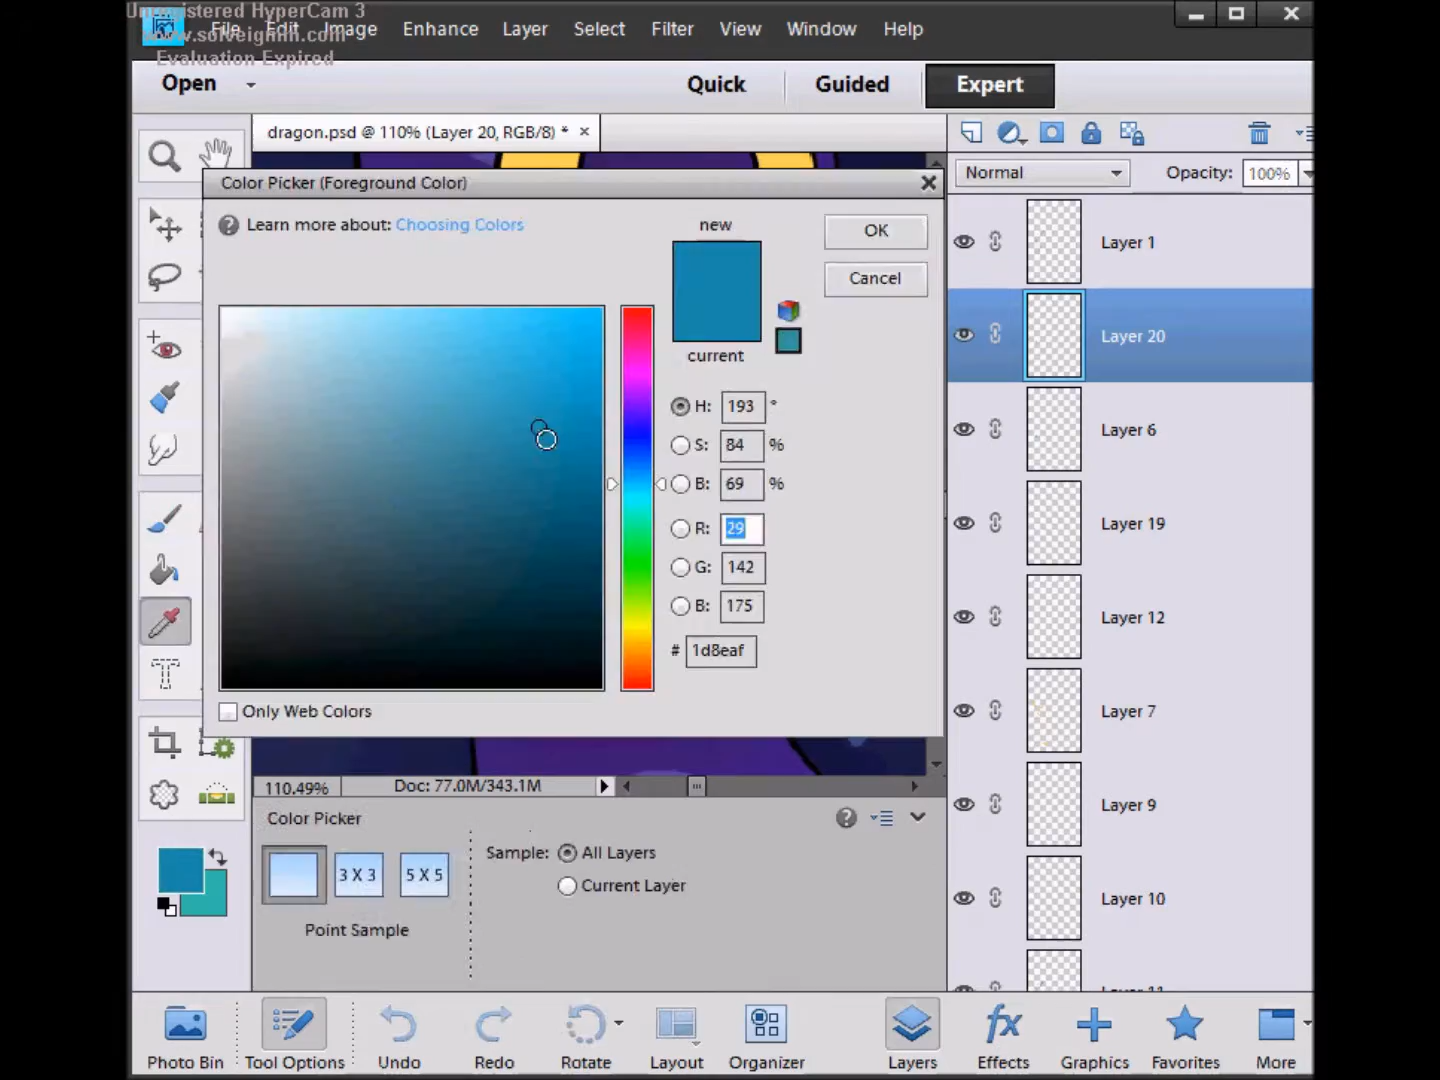 Unregistered HyperCam 3
www.solveigmm.com
Evaluation Expired
File Edit Image Enhance Layer Select Filter View Window Help
Open
Quick Guided Expert
dragon.psd @ 110% (Layer 20, RGB/8) *
Normal Opacity: 100%
Color Picker (Foreground Color)
Learn more about: Choosing Colors
new
OK
Cancel
current
H: 193 °
S: 84 %
B: 69 %
R: 29
G: 142
B: 175
# 1d8eaf
Only Web Colors
Layer 1
Layer 20
Layer 6
Layer 19
Layer 12
Layer 7
Layer 9
Layer 10
Layer 11
110.49% Doc: 77.0M/343.1M
Color Picker
3 X 3 5 X 5
Point Sample
Sample: All Layers
Current Layer
T
Photo Bin Tool Options Undo Redo Rotate Layout Organizer Layers Effects Graphics Favorites More
fx